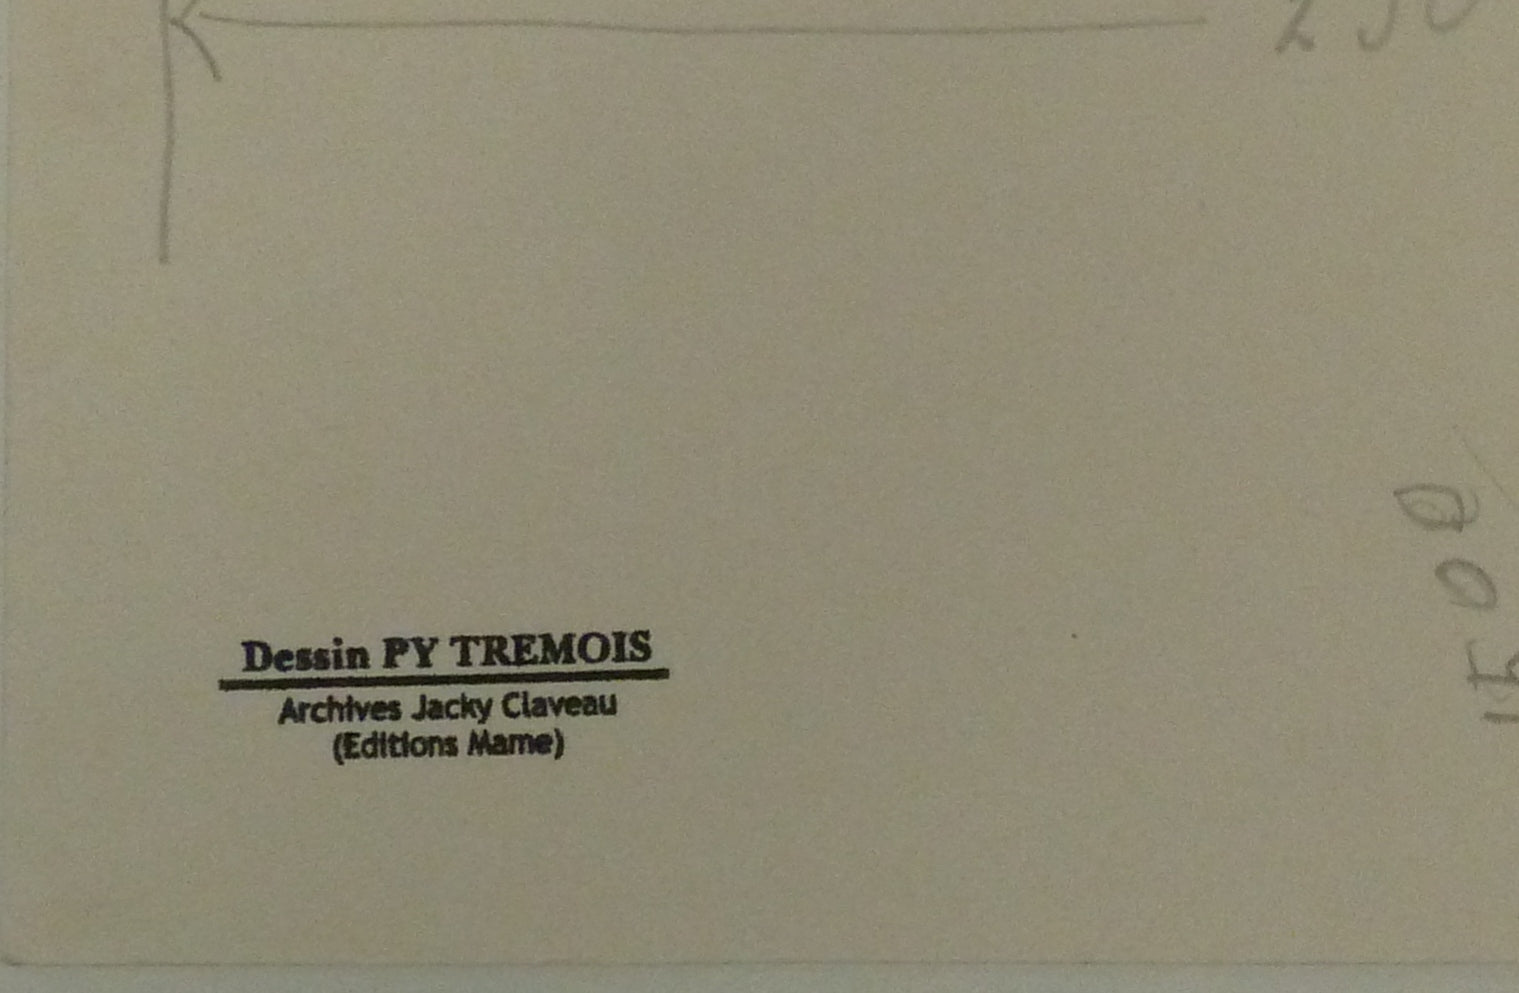 Dessin PY TREMOIS
Archives Jacky Claveau
(Editions Mame)